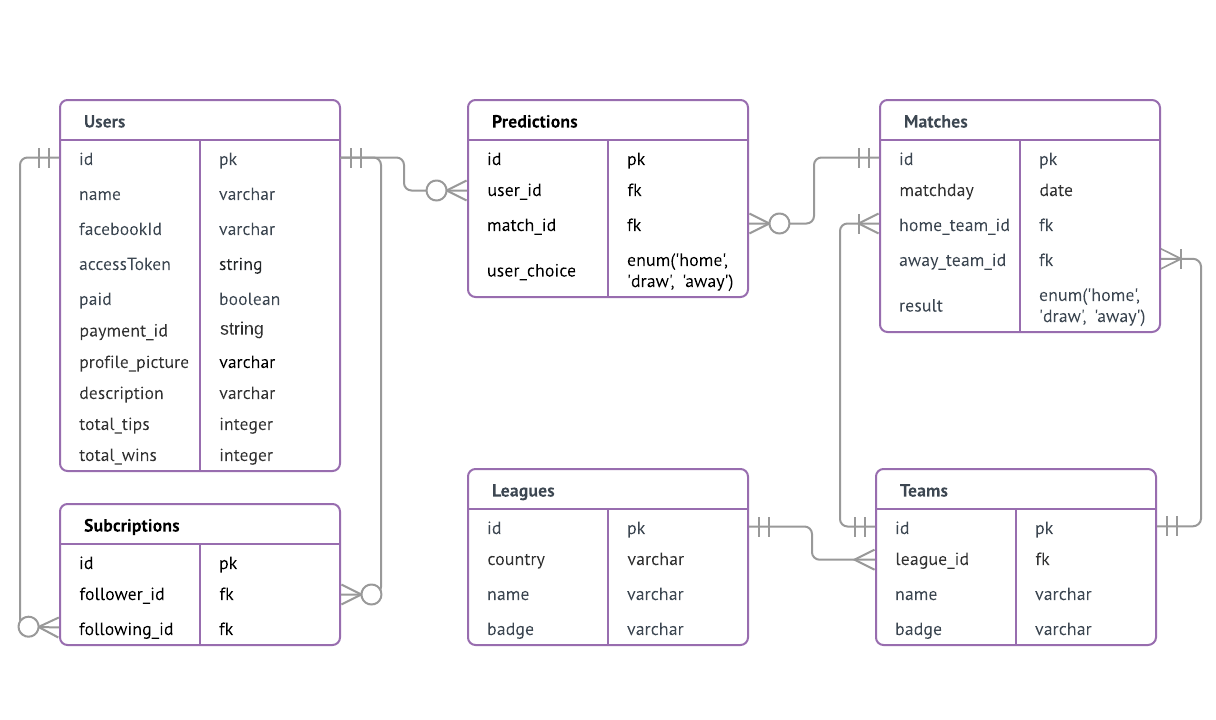 Users
id pk
name varchar
facebookId varchar
accessToken string
paid boolean
payment_id string
profile_picture varchar
description varchar
total_tips integer
total_wins integer
Subcriptions
id pk
follower_id fk
following_id fk
Predictions
id pk
user_id fk
match_id fk
user_choice enum('home',
'draw', 'away')
Leagues
id pk
country varchar
name varchar
badge varchar
Matches
id pk
matchday date
home_team_id fk
away_team_id fk
result enum('home',
'draw', 'away')
Teams
id pk
league_id fk
name varchar
badge varchar